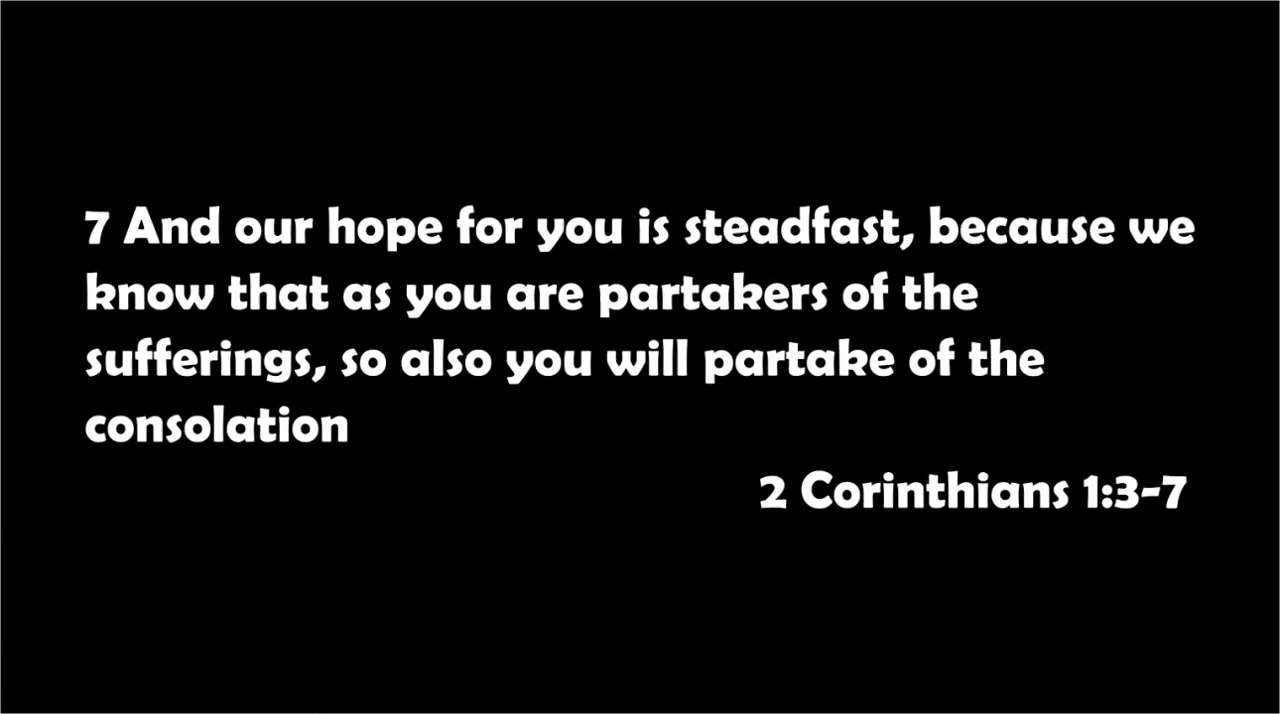 7 And our hope for you is steadfast, because we
know that as you are partakers of the
sufferings, so also you will partake of the
consolation
2 Corinthians 1:3-7